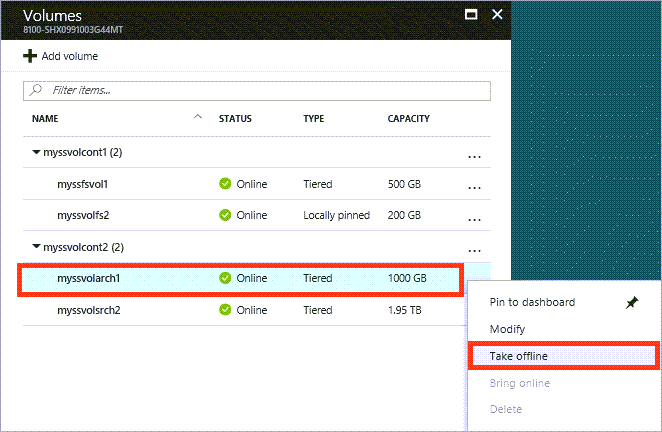 Volumes
8100-SHX0991003G44MT
Add volume
Filter items...
NAME STATUS TYPE CAPACITY
myssvolcont1 (2) ...
myssfsvol1 Online Tiered 500 GB ...
myssvolfs2 Online Locally pinned 200 GB ...
myssvolcont2 (2) ...
myssvolarch1 Online Tiered 1000 GB
myssvolsrch2 Online Tiered 1.95 TB
Pin to dashboard
Modify
Take offline
Bring online
Delete